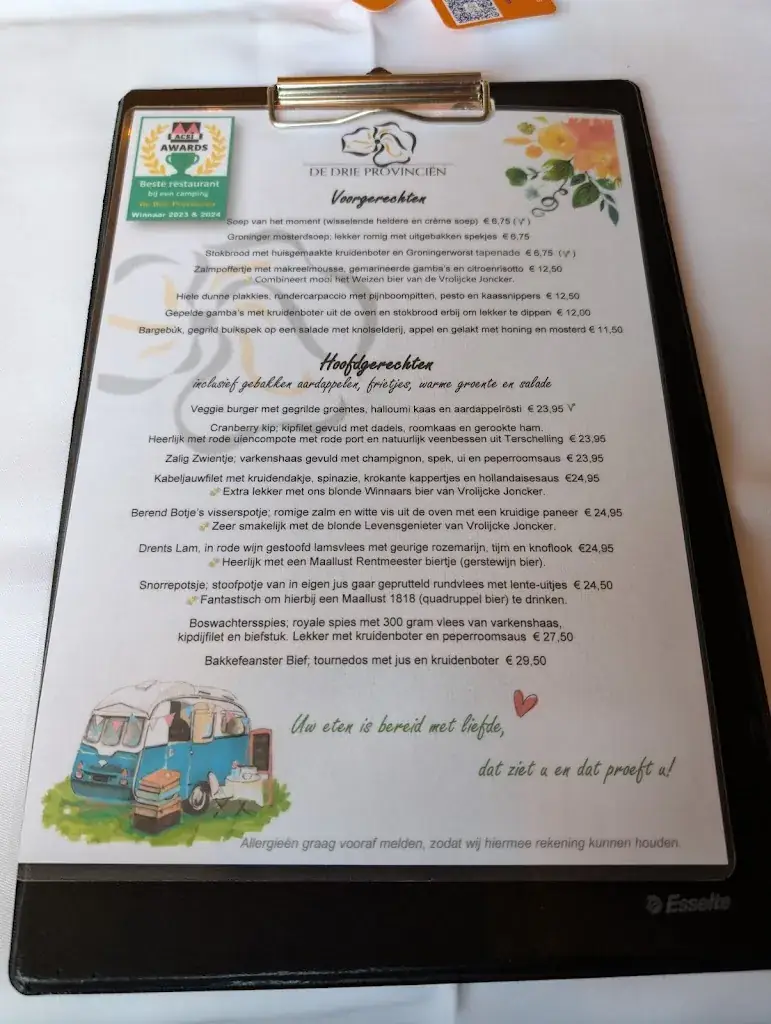 ACSI
AWARDS
Beste restaurant
bij een camping
de Drie Provinciën
Winnaar 2023 & 2024
DE DRIE PROVINCIËN
Voorgerechten
Soep van het moment (wisselende heldere en crème soep) € 6,75 (V)
Groninger mosterdsoep; lekker romig met uitgebakken spekjes € 6,75
Stokbrood met huisgemaakte kruidenboter en Groningerworst tapenade € 6,75 (V)
Zalmpoffertje met makreelmousse, gemarineerde gamba's en citroenrisotto € 12,50
Combineert mooi het Weizen bier van de Vrolijcke Joncker.
Hiele dunne plakkies, rundercarpaccio met pijnboompitten, pesto en kaassnippers € 12,50
Gepelde gamba's met kruidenboter uit de oven en stokbrood erbij om lekker te dippen € 12,00
Bargebúk, gegrild buikspek op een salade met knolselderij, appel en gelakt met honing en mosterd € 11,50
Hoofdgerechten
inclusief gebakken aardappelen, frietjes, warme groente en salade
Veggie burger met gegrilde groentes, halloumi kaas en aardappelrösti € 23,95 V
Cranberry kip; kipfilet gevuld met dadels, roomkaas en gerookte ham.
Heerlijk met rode uiencompote met rode port en natuurlijk veenbessen uit Terschelling € 23,95
Zalig Zwientje; varkenshaas gevuld met champignon, spek, ui en peperroomsaus € 23,95
Kabeljauwfilet met kruidendakje, spinazie, krokante kappertjes en hollandaisesaus €24,95
Extra lekker met ons blonde Winnaars bier van Vrolijcke Joncker.
Berend Botje's visserspotje; romige zalm en witte vis uit de oven met een kruidige paneer € 24,95
Zeer smakelijk met de blonde Levensgenieter van Vrolijcke Joncker.
Drents Lam, in rode wijn gestoofd lamsvlees met geurige rozemarijn, tijm en knoflook €24,95
Heerlijk met een Maallust Rentmeester biertje (gerstewijn bier).
Snorrepotsje; stoofpotje van in eigen jus gaar geprutteld rundvlees met lente-uitjes € 24,50
Fantastisch om hierbij een Maallust 1818 (quadruppel bier) te drinken.
Boswachtersspies; royale spies met 300 gram vlees van varkenshaas,
kipdijfilet en biefstuk. Lekker met kruidenboter en peperroomsaus € 27,50
Bakkefeanster Bief; tournedos met jus en kruidenboter € 29,50
Uw eten is bereid met liefde,
dat ziet u en dat proeft u!
Allergieën graag vooraf melden, zodat wij hiermee rekening kunnen houden.
Esselte